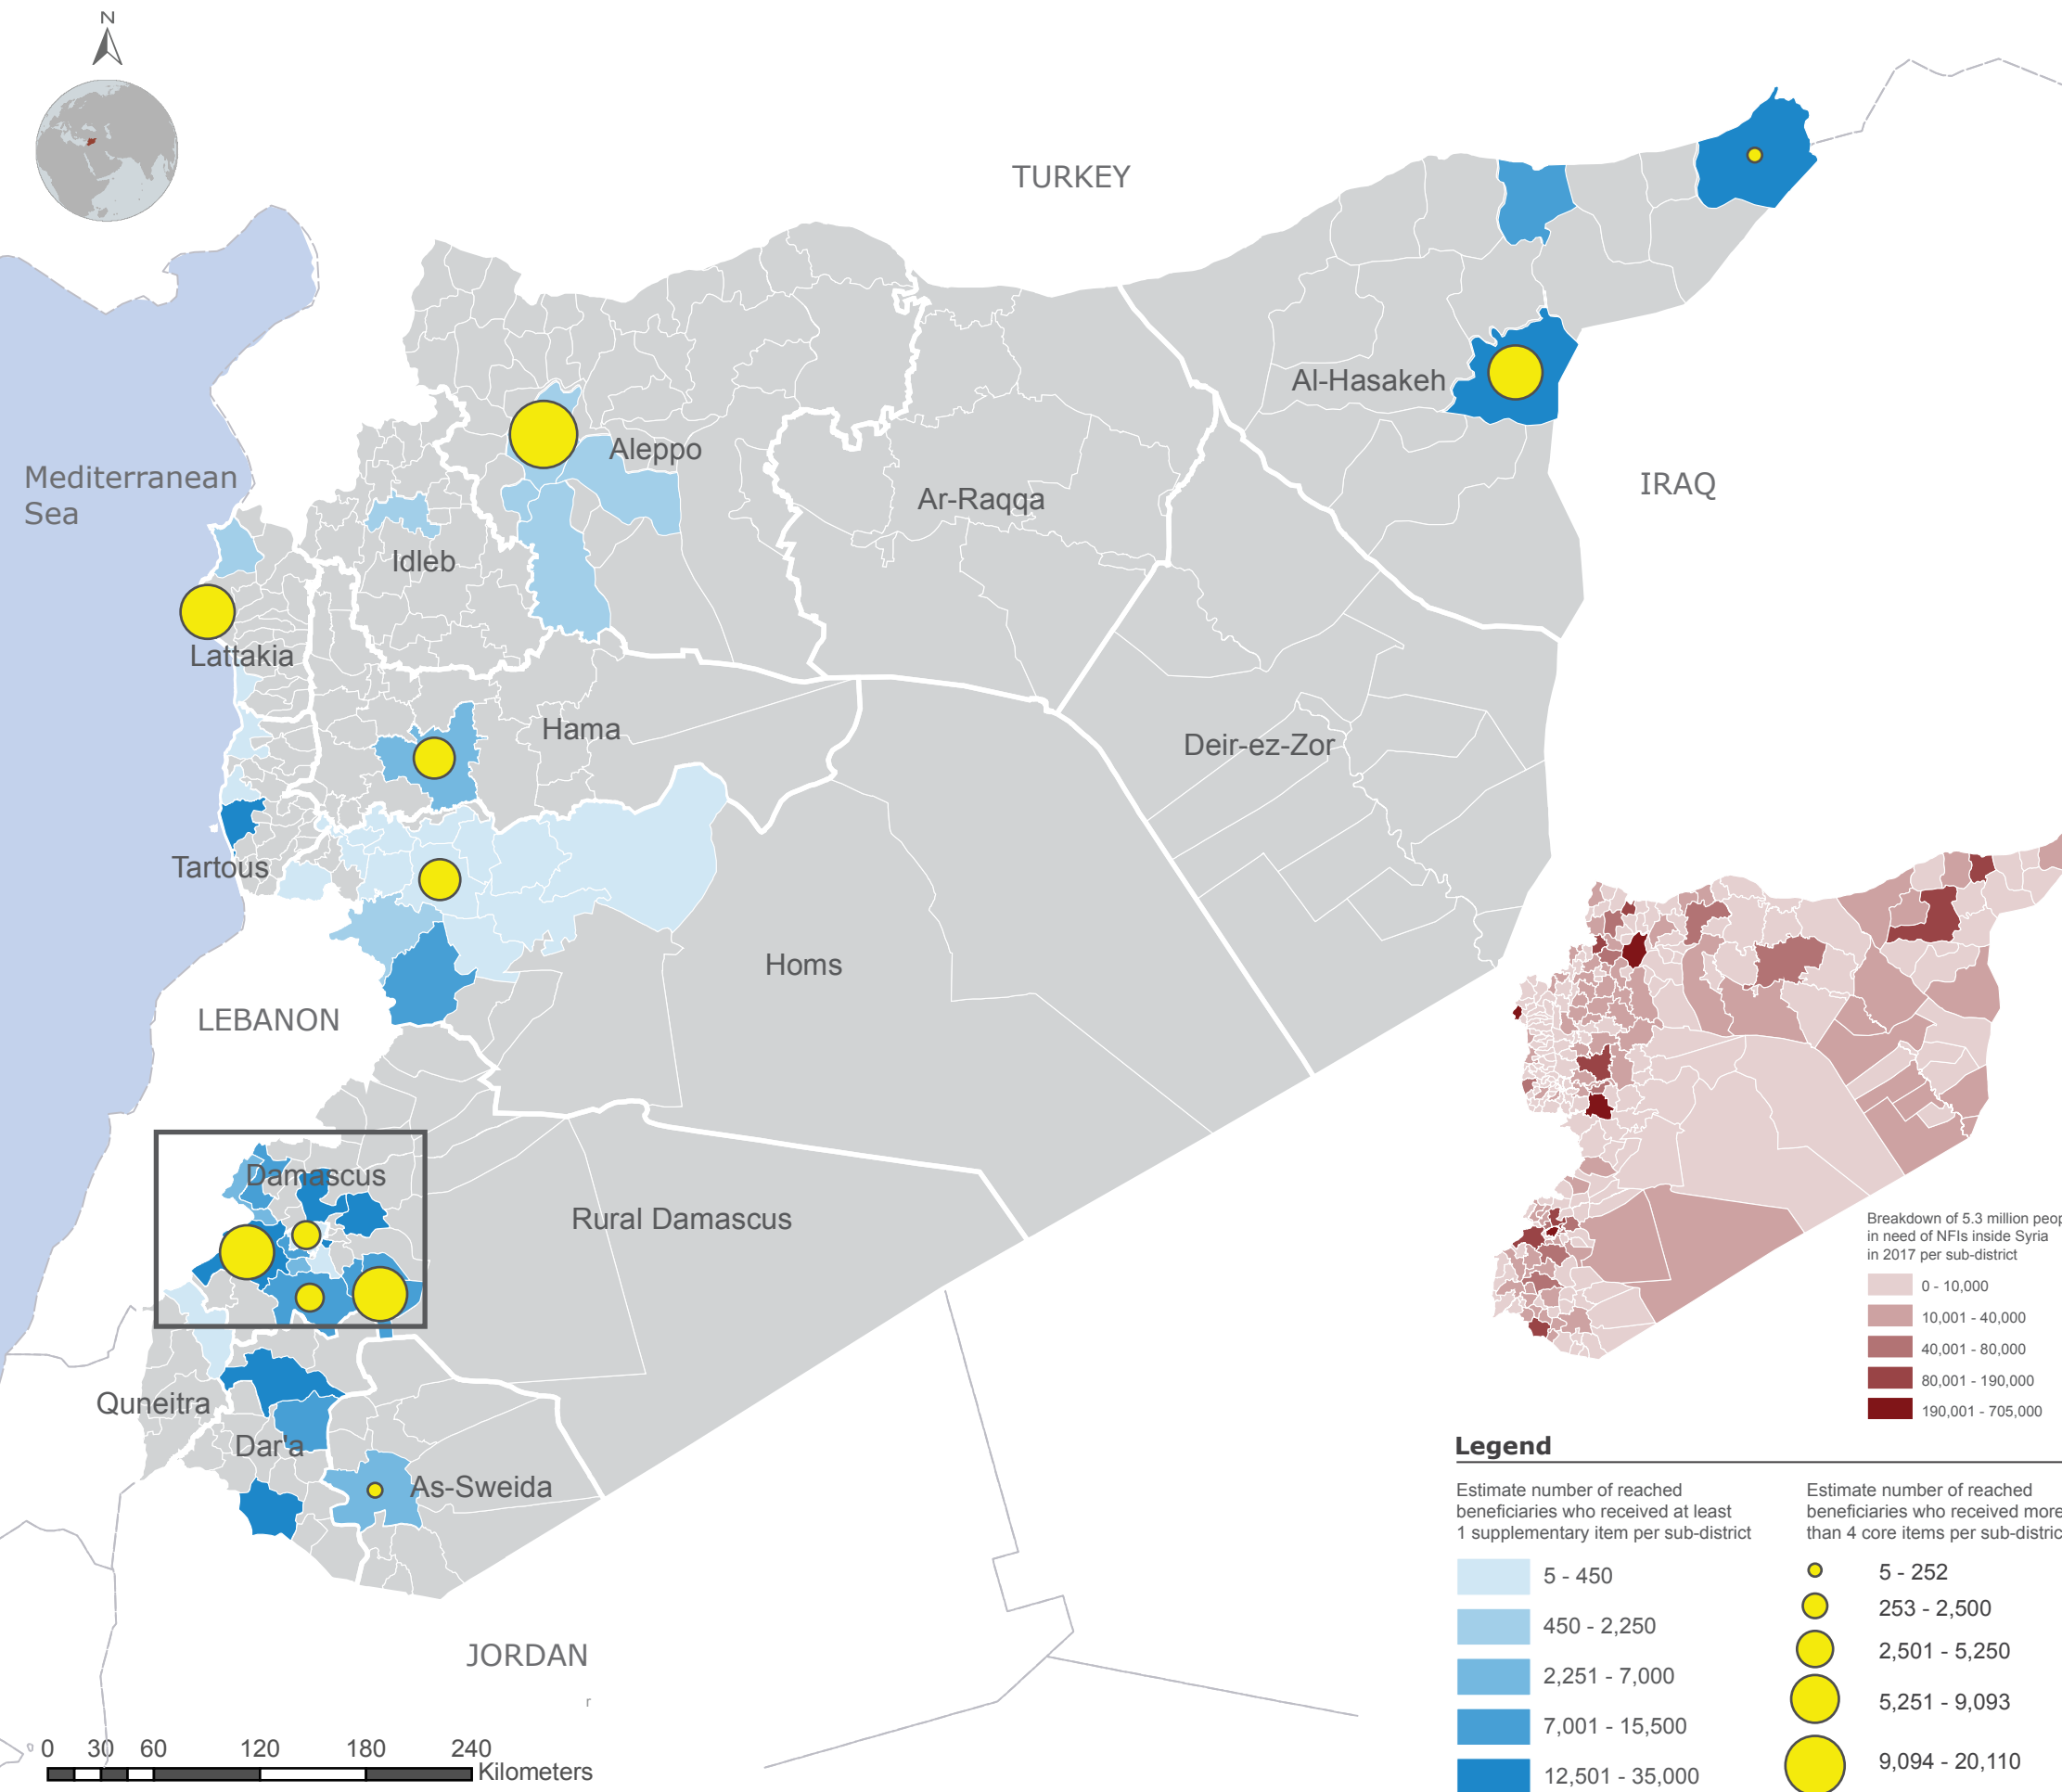 N
TURKEY
Al-Hasakeh
Aleppo
Mediterranean
Sea
IRAQ
Ar-Raqqa
Idleb
Lattakia
Hama
Deir-ez-Zor
Tartous
Homs
LEBANON
Damascus
Rural Damascus
Quneitra
Dar'a
As-Sweida
JORDAN
r
0 30 60 120 180 240
Kilometers
Breakdown of 5.3 million peop
in need of NFIs inside Syria
in 2017 per sub-district
0 - 10,000
10,001 - 40,000
40,001 - 80,000
80,001 - 190,000
190,001 - 705,000
Legend
Estimate number of reached
beneficiaries who received at least
1 supplementary item per sub-district
5 - 450
450 - 2,250
2,251 - 7,000
7,001 - 15,500
12,501 - 35,000
Estimate number of reached
beneficiaries who received more
than 4 core items per sub-distric
5 - 252
253 - 2,500
2,501 - 5,250
5,251 - 9,093
9,094 - 20,110